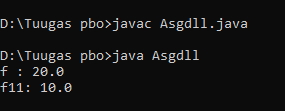 D:\Tuugas pbo>javac Asgdll.java
D:\Tuugas pbo>java Asgdll
f : 20.0
f11: 10.0